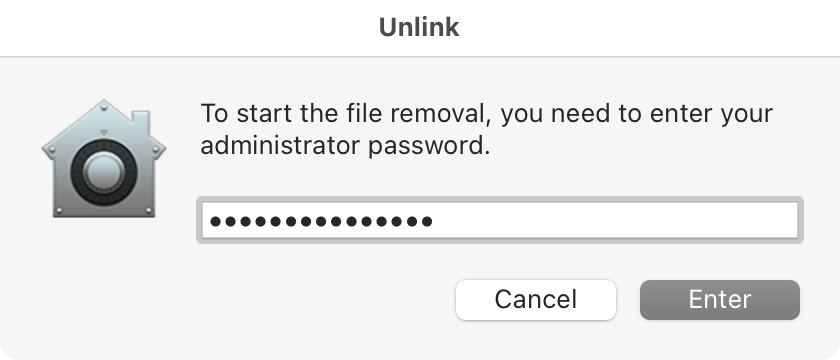 Unlink
To start the file removal, you need to enter your
administrator password.
•••••••••••••••
Cancel
Enter